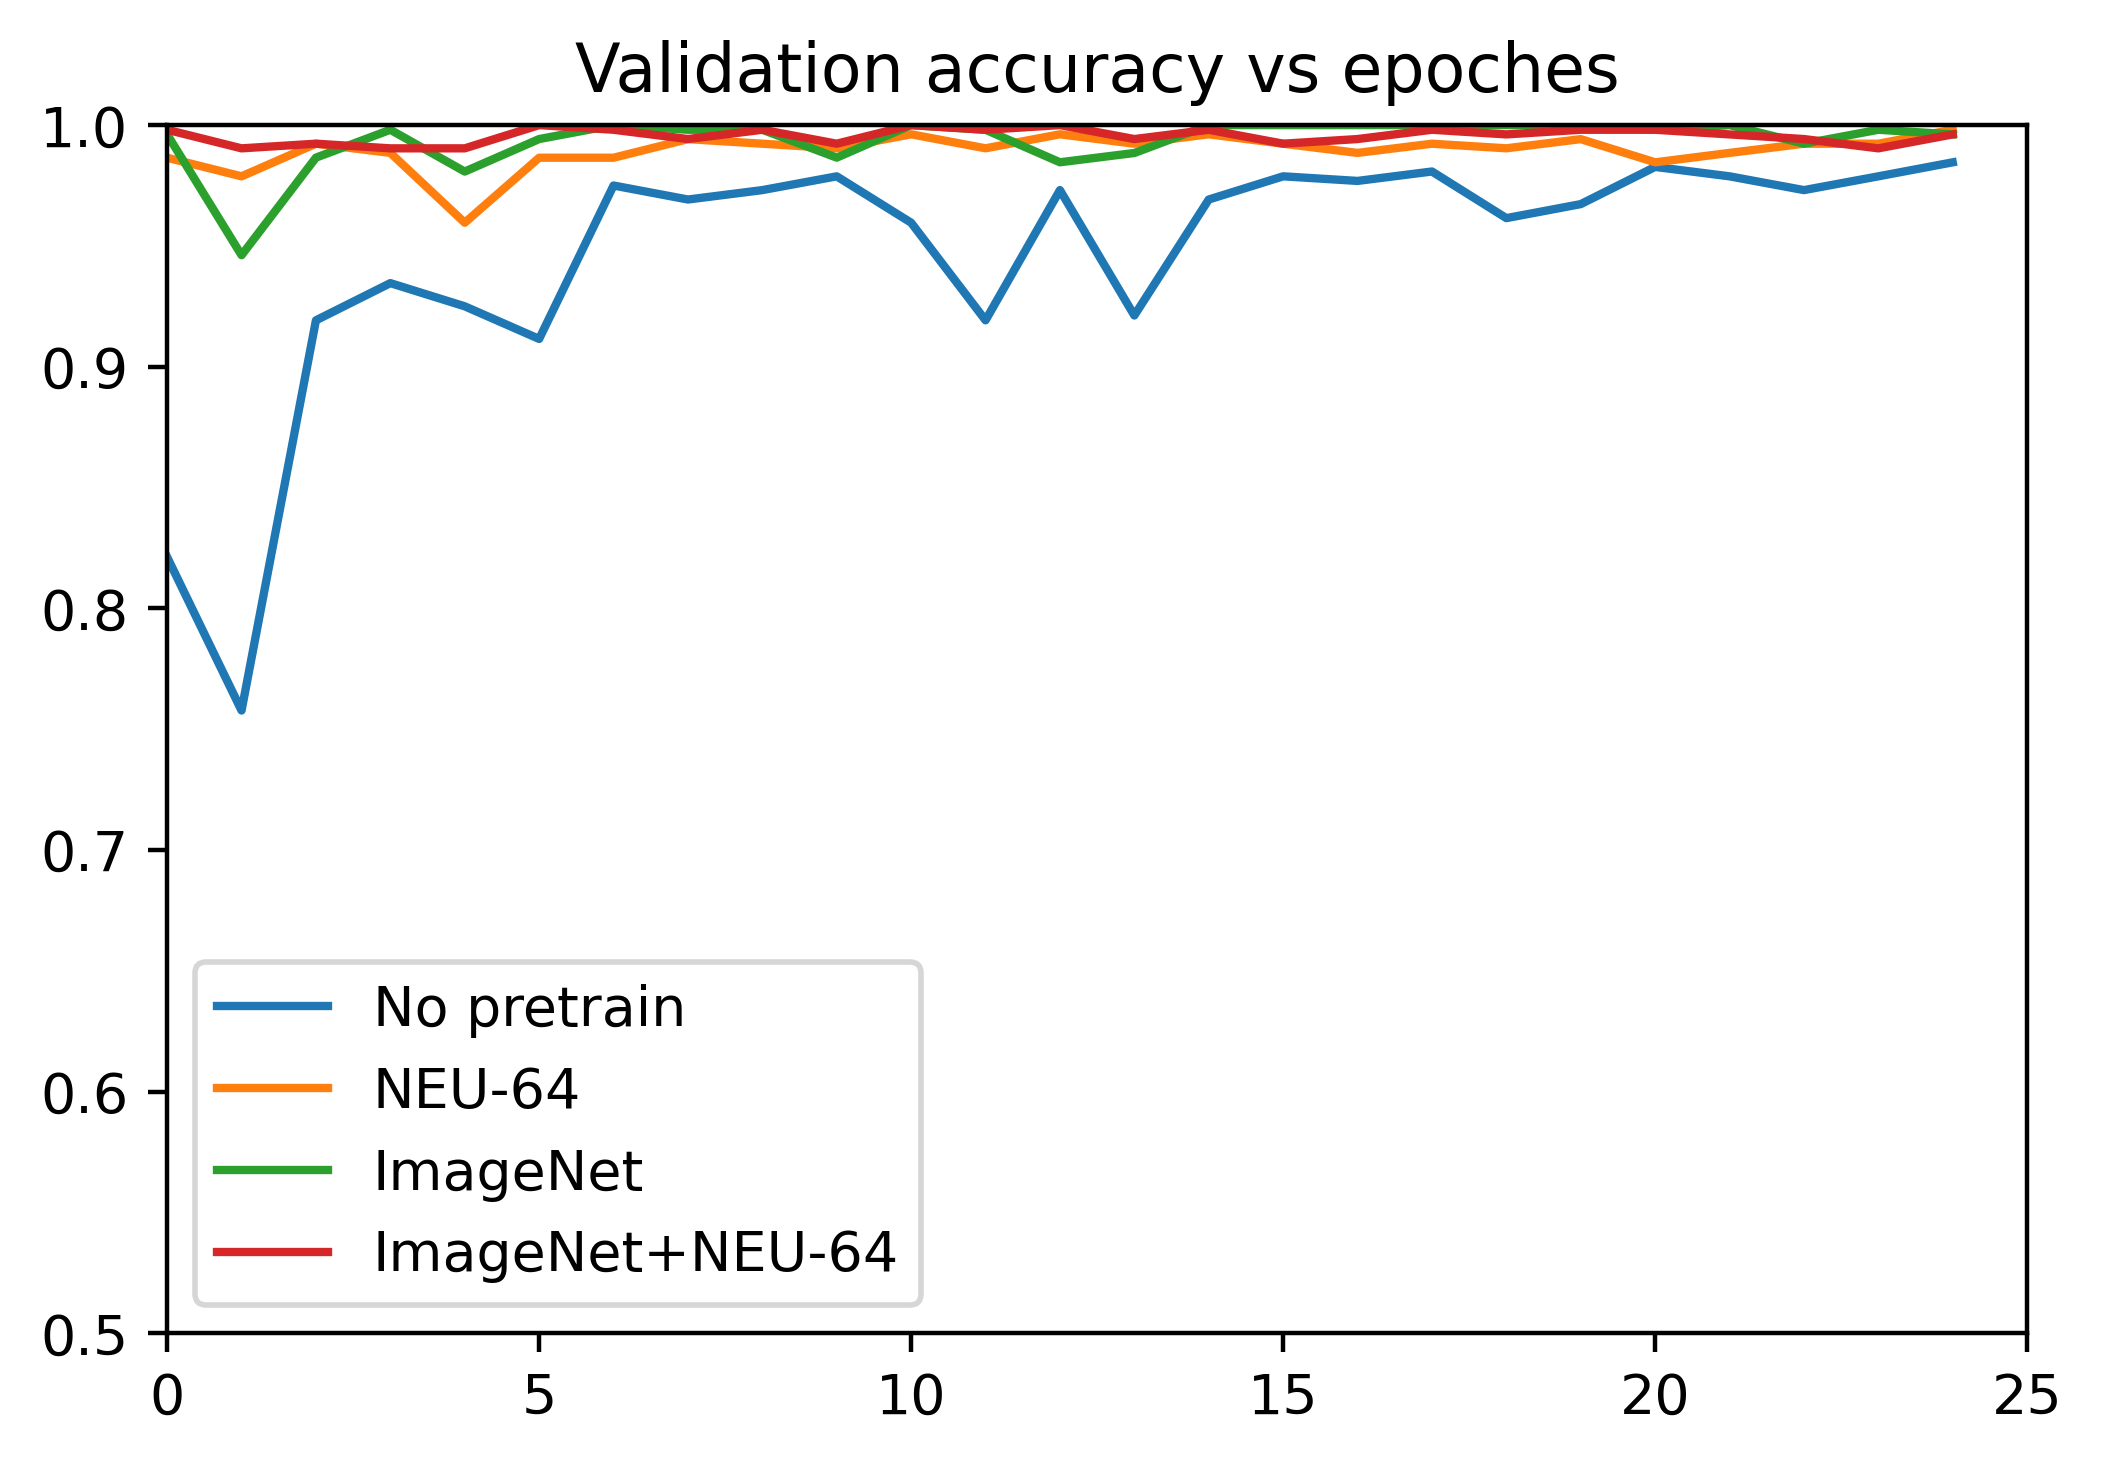 Validation accuracy vs epoches
1.0
0.9
0.8
0.7
0.6
0.5
No pretrain
NEU-64
ImageNet
ImageNet+NEU-64
0 5 10 15 20 25